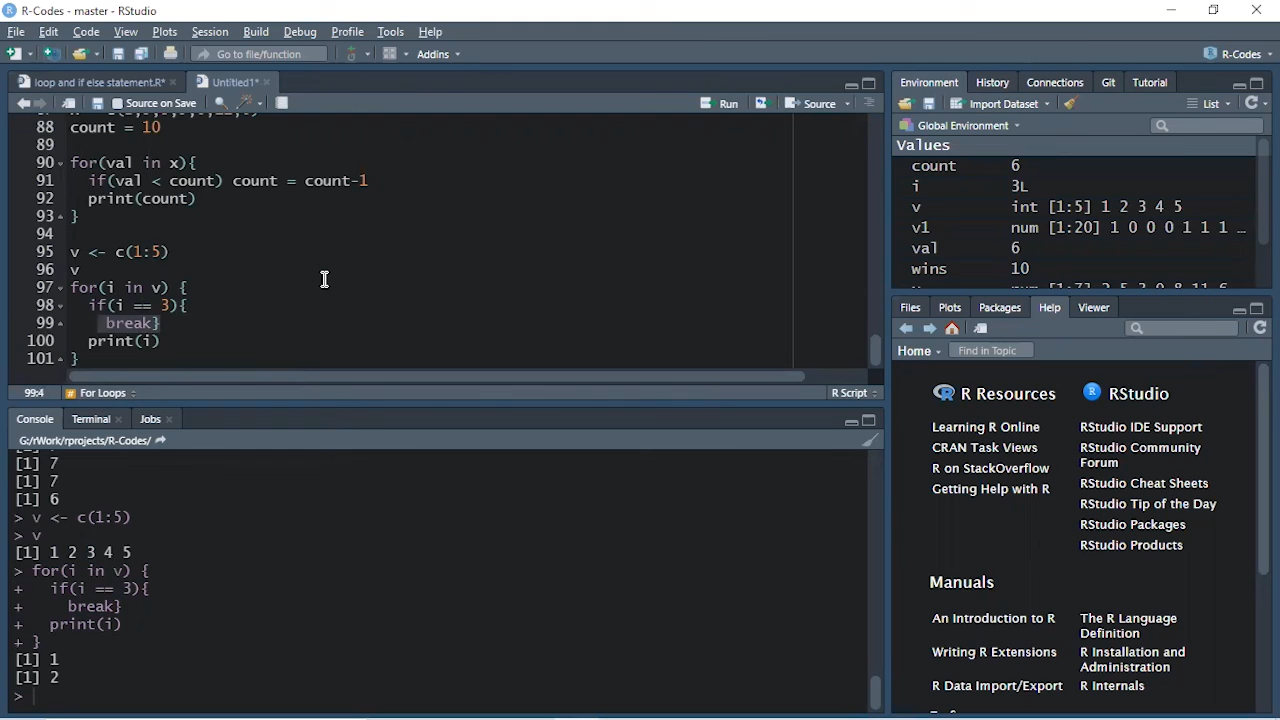 R-Codes - master - RStudio
File Edit Code View Plots Session Build Debug Profile Tools Help
Go to file/function Addins R-Codes
loop and if else statement.R* Untitled1*
Source on Save Run Source
88 count = 10
89
90 for(val in x){
91 if(val < count) count = count-1
92 print(count)
93 }
94
95 v <- c(1:5)
96 v
97 for(i in v) {
98 if(i == 3){
99 break}
100 print(i)
101 }
99:4 For Loops R Script
Console Terminal Jobs
G:/rWork/rprojects/R-Codes/
[1] 7
[1] 7
[1] 6
> v <- c(1:5)
> v
[1] 1 2 3 4 5
> for(i in v) {
+ if(i == 3){
+ break}
+ print(i)
+ }
[1] 1
[1] 2
>
Environment History Connections Git Tutorial
Import Dataset List
Global Environment
Values
count 6
i 3L
v int [1:5] 1 2 3 4 5
v1 num [1:20] 1 0 0 0 1 1 1 …
val 6
wins 10
Files Plots Packages Help Viewer
Home Find in Topic
R Resources
Learning R Online
CRAN Task Views
R on StackOverflow
Getting Help with R
RStudio
RStudio IDE Support
RStudio Community
Forum
RStudio Cheat Sheets
RStudio Tip of the Day
RStudio Packages
RStudio Products
Manuals
An Introduction to R
Writing R Extensions
R Data Import/Export
The R Language
Definition
R Installation and
Administration
R Internals